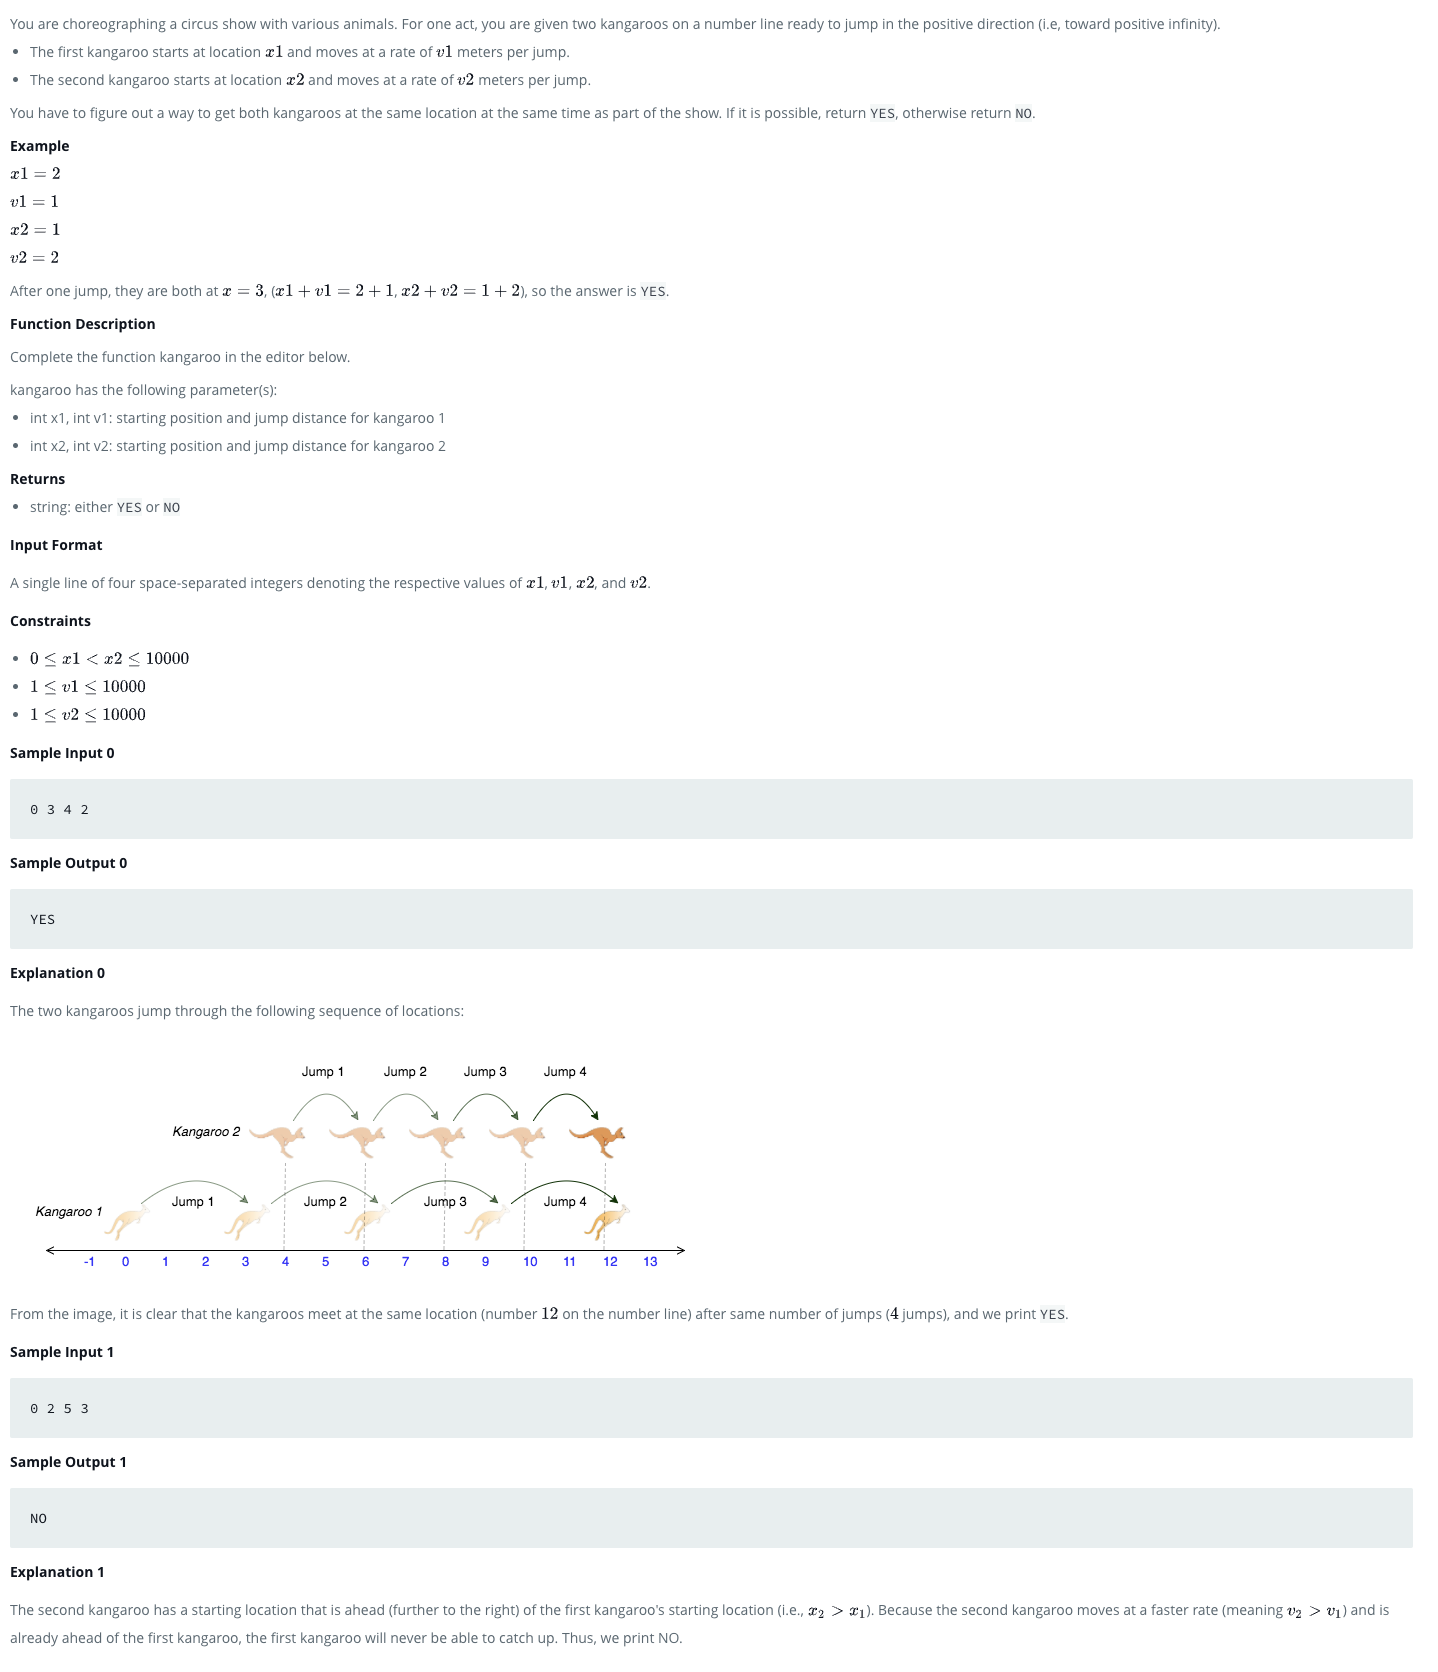 You are choreographing a circus show with various animals. For one act, you are given two kangaroos on a number line ready to jump in the positive direction (i.e, toward positive infinity).
• The first kangaroo starts at location x1 and moves at a rate of v1 meters per jump.
• The second kangaroo starts at location x2 and moves at a rate of v2 meters per jump.
You have to figure out a way to get both kangaroos at the same location at the same time as part of the show. If it is possible, return YES, otherwise return NO.
Example
x1 = 2
v1 = 1
x2 = 1
v2 = 2
After one jump, they are both at x = 3, (x1 + v1 = 2 + 1, x2 + v2 = 1 + 2), so the answer is YES.
Function Description
Complete the function kangaroo in the editor below.
kangaroo has the following parameter(s):
• int x1, int v1: starting position and jump distance for kangaroo 1
• int x2, int v2: starting position and jump distance for kangaroo 2
Returns
• string: either YES or NO
Input Format
A single line of four space-separated integers denoting the respective values of x1, v1, x2, and v2.
Constraints
• 0 ≤ x1 < x2 ≤ 10000
• 1 ≤ v1 ≤ 10000
• 1 ≤ v2 ≤ 10000
Sample Input 0
0 3 4 2
Sample Output 0
YES
Explanation 0
The two kangaroos jump through the following sequence of locations:
Jump 1 Jump 2 Jump 3 Jump 4
Kangaroo 2
Jump 1 Jump 2 Jump 3 Jump 4
Kangaroo 1
-1 0 1 2 3 4 5 6 7 8 9 10 11 12 13
From the image, it is clear that the kangaroos meet at the same location (number 12 on the number line) after same number of jumps (4 jumps), and we print YES.
Sample Input 1
0 2 5 3
Sample Output 1
NO
Explanation 1
The second kangaroo has a starting location that is ahead (further to the right) of the first kangaroo's starting location (i.e., x₂ > x₁). Because the second kangaroo moves at a faster rate (meaning v₂ > v₁) and is
already ahead of the first kangaroo, the first kangaroo will never be able to catch up. Thus, we print NO.